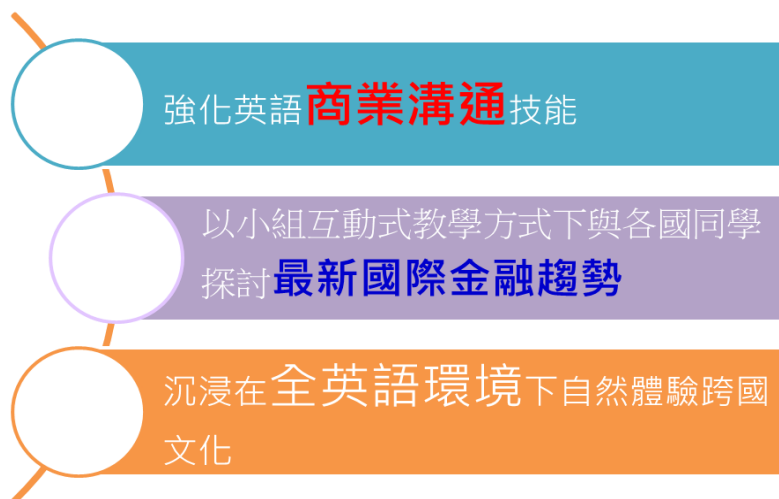 強化英語商業溝通技能
以小組互動式教學方式下與各國同學
探討最新國際金融趨勢
沉浸在全英語環境下自然體驗跨國
文化